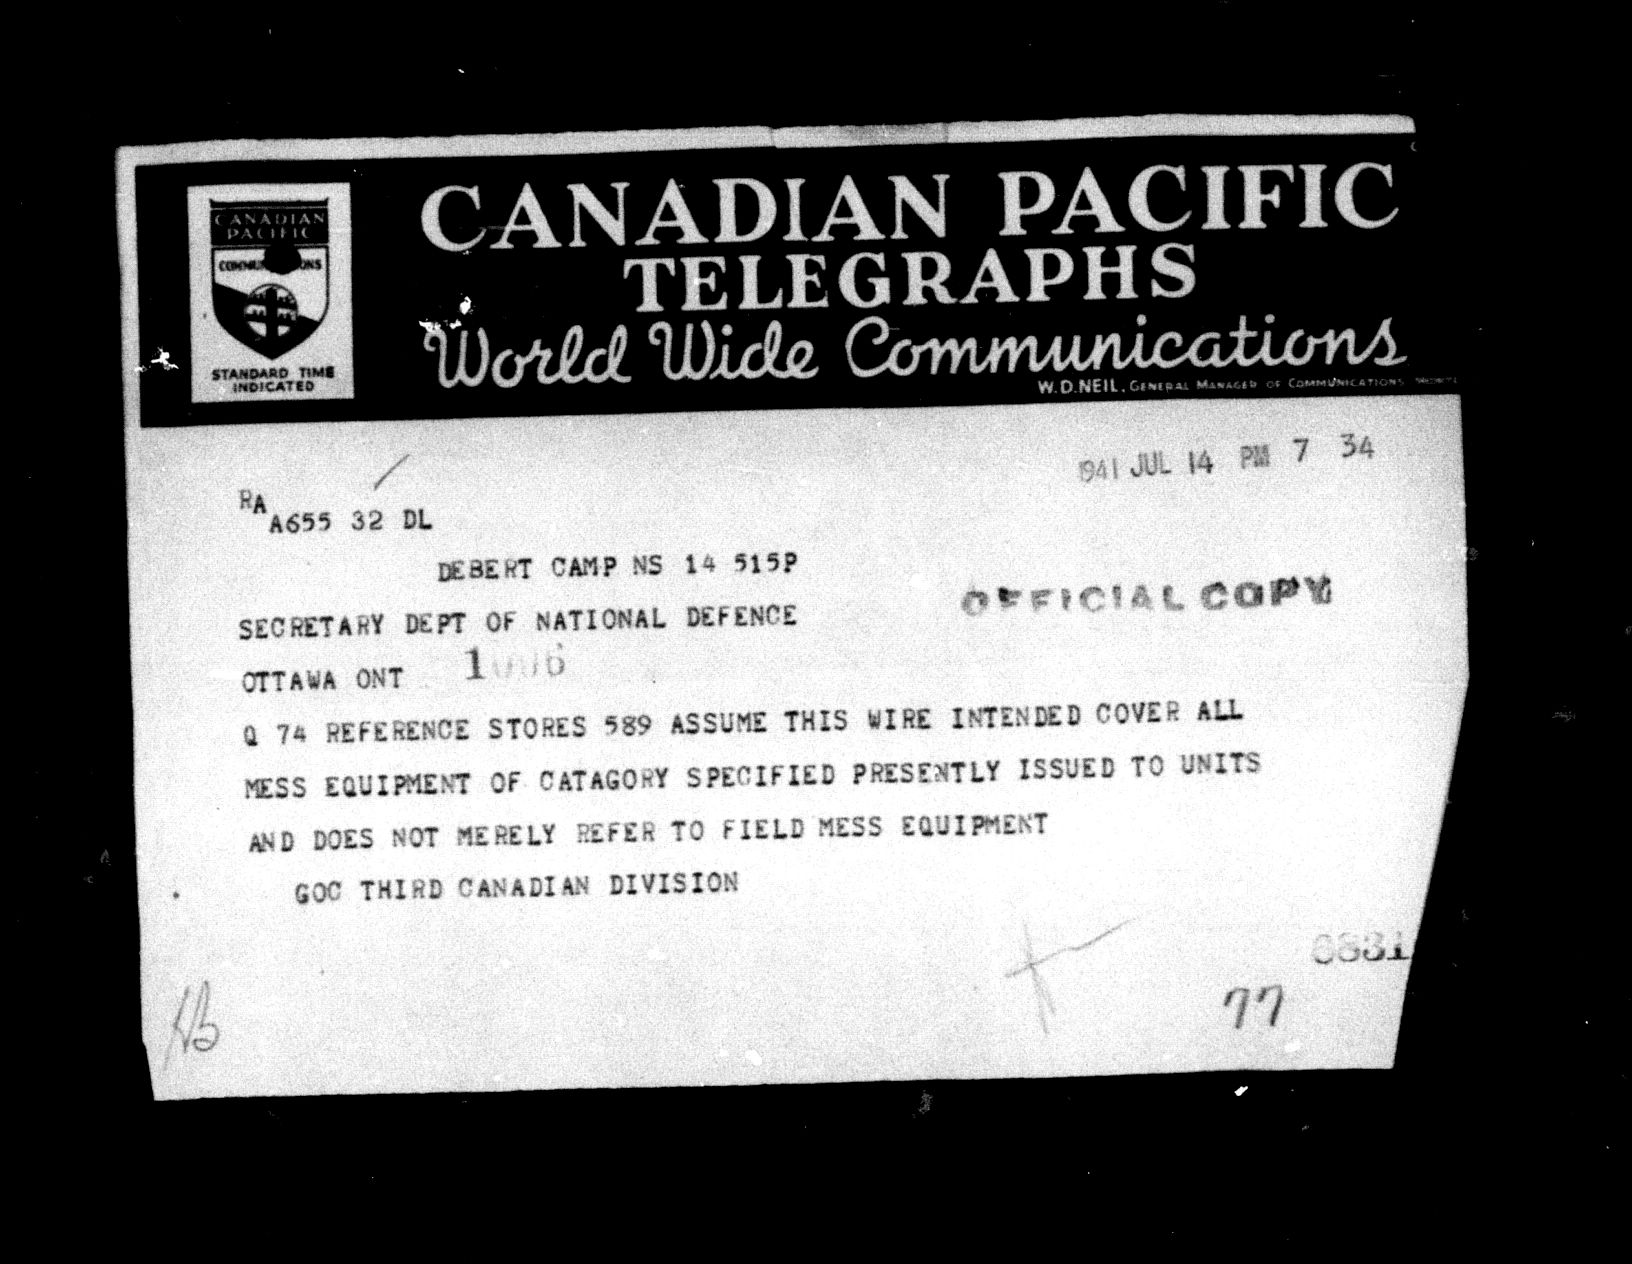 CANADIAN PACIFIC
TELEGRAPHS
World Wide Communications
W.D.NEIL, GENERAL MANAGER OF COMMUNICATIONS
CANADIAN
PACIFIC
STANDARD TIME
INDICATED
1941 JUL 14 PM 7 34
RA
A655 32 DL
DEBERT CAMP NS 14 515P
OFFICIAL COPY
SECRETARY DEPT OF NATIONAL DEFENCE
OTTAWA ONT
Q 74 REFERENCE STORES 589 ASSUME THIS WIRE INTENDED COVER ALL
MESS EQUIPMENT OF CATAGORY SPECIFIED PRESENTLY ISSUED TO UNITS
AND DOES NOT MERELY REFER TO FIELD MESS EQUIPMENT
GOC THIRD CANADIAN DIVISION
77